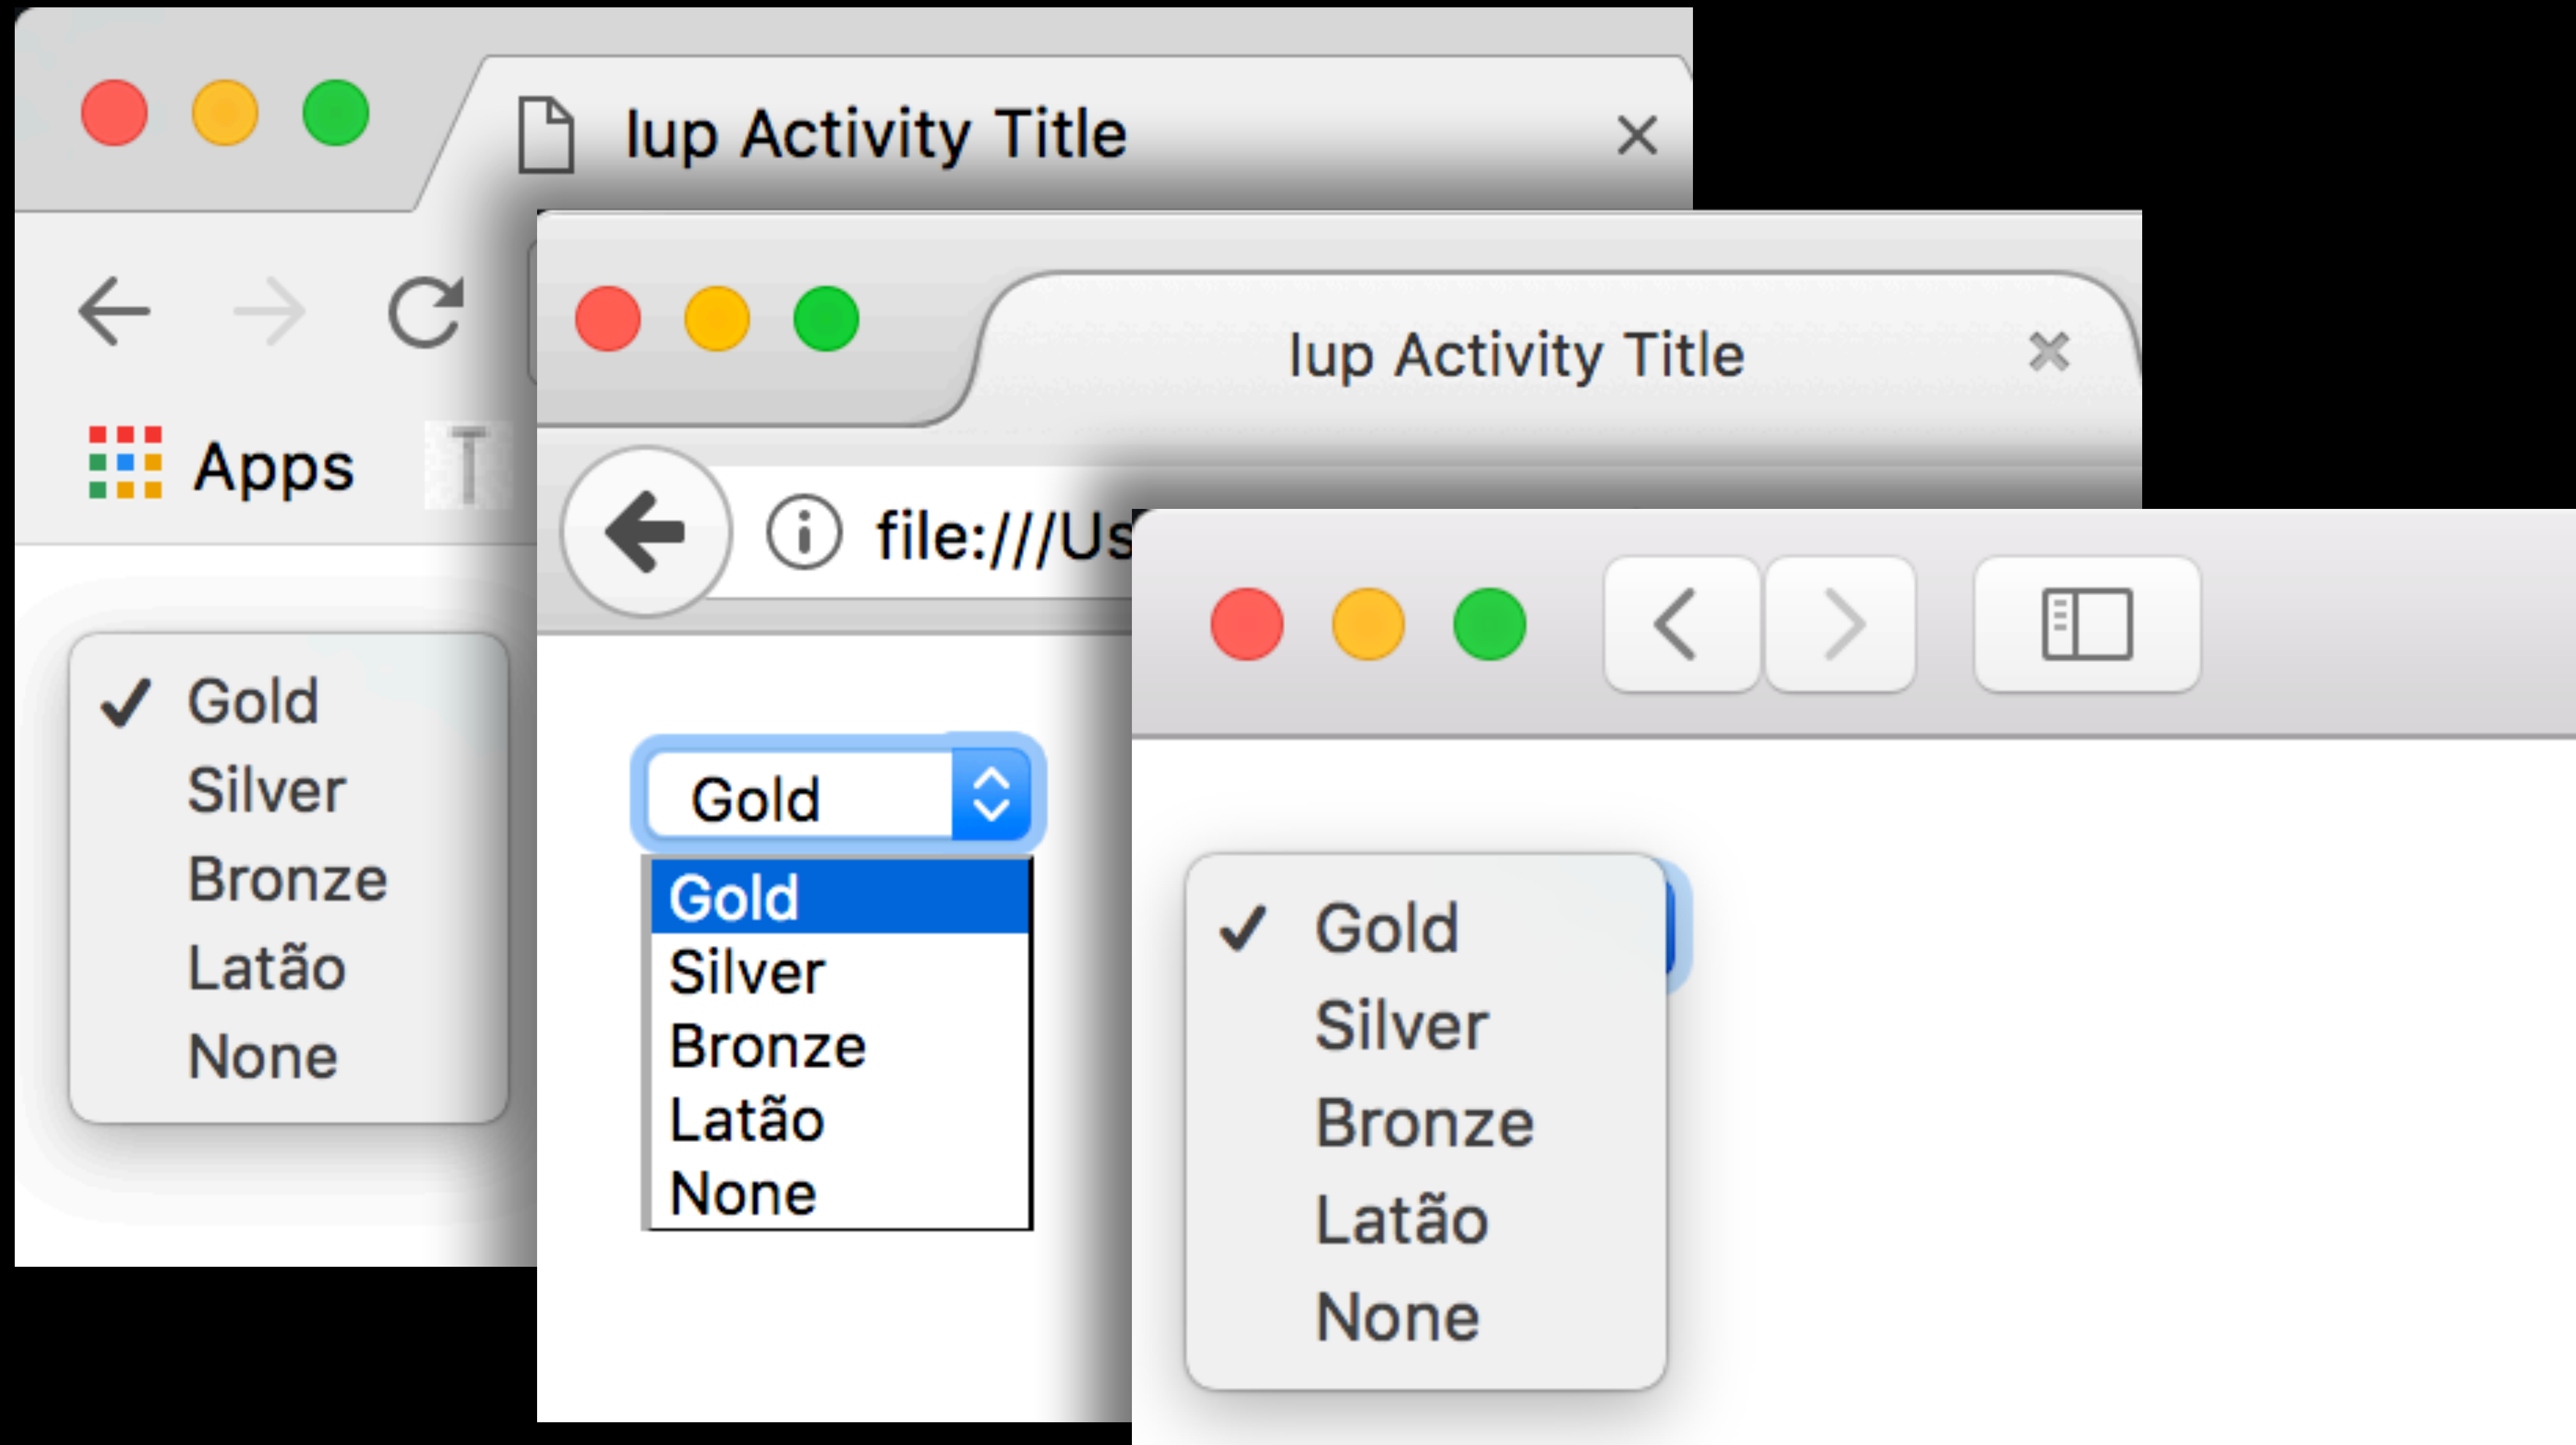 Iup Activity Title
Apps
Gold
Silver
Bronze
Latão
None
Iup Activity Title
file:///Us
Gold
Gold
Silver
Bronze
Latão
None
Gold
Silver
Bronze
Latão
None